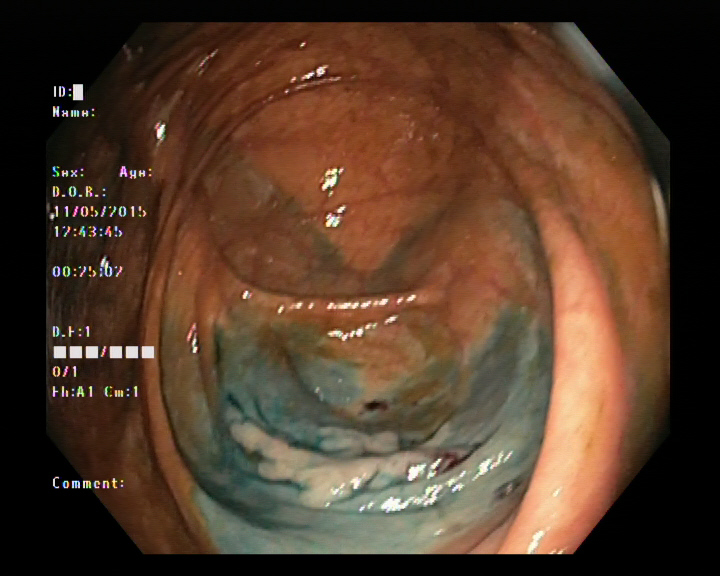 ID:
Name:
Sex: Age:
D.O.B.:
11/05/2015
12:43:45
00:25:02
D.F:1
/
0/1
Eh:A1 Cm:1
Comment: